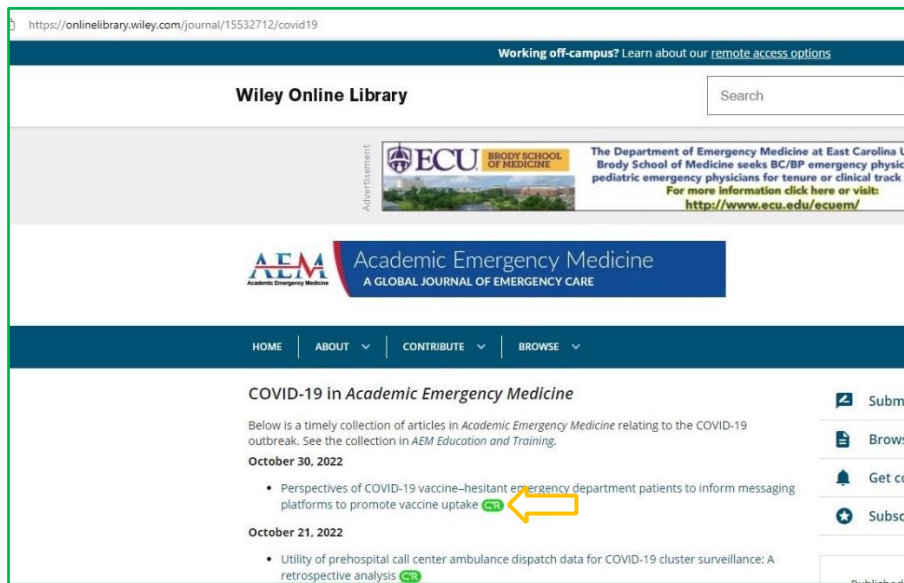 https://onlinelibrary.wiley.com/journal/15532712/covid19
Working off-campus? Learn about our remote access options
Wiley Online Library
Search
Advertisement
ECU
BRODY SCHOOL
OF MEDICINE
The Department of Emergency Medicine at East Carolina U
Brody School of Medicine seeks BC/BP emergency physic
pediatric emergency physicians for tenure or clinical track
For more information click here or visit:
http://www.ecu.edu/ecuem/
AEM
Academic Emergency Medicine
Academic Emergency Medicine
A GLOBAL JOURNAL OF EMERGENCY CARE
HOME
ABOUT
CONTRIBUTE
BROWSE
COVID-19 in Academic Emergency Medicine
Below is a timely collection of articles in Academic Emergency Medicine relating to the COVID-19
outbreak. See the collection in AEM Education and Training.
October 30, 2022
• Perspectives of COVID-19 vaccine–hesitant emergency department patients to inform messaging
platforms to promote vaccine uptake
October 21, 2022
• Utility of prehospital call center ambulance dispatch data for COVID-19 cluster surveillance: A
retrospective analysis
Subm
Brows
Get co
Subsc